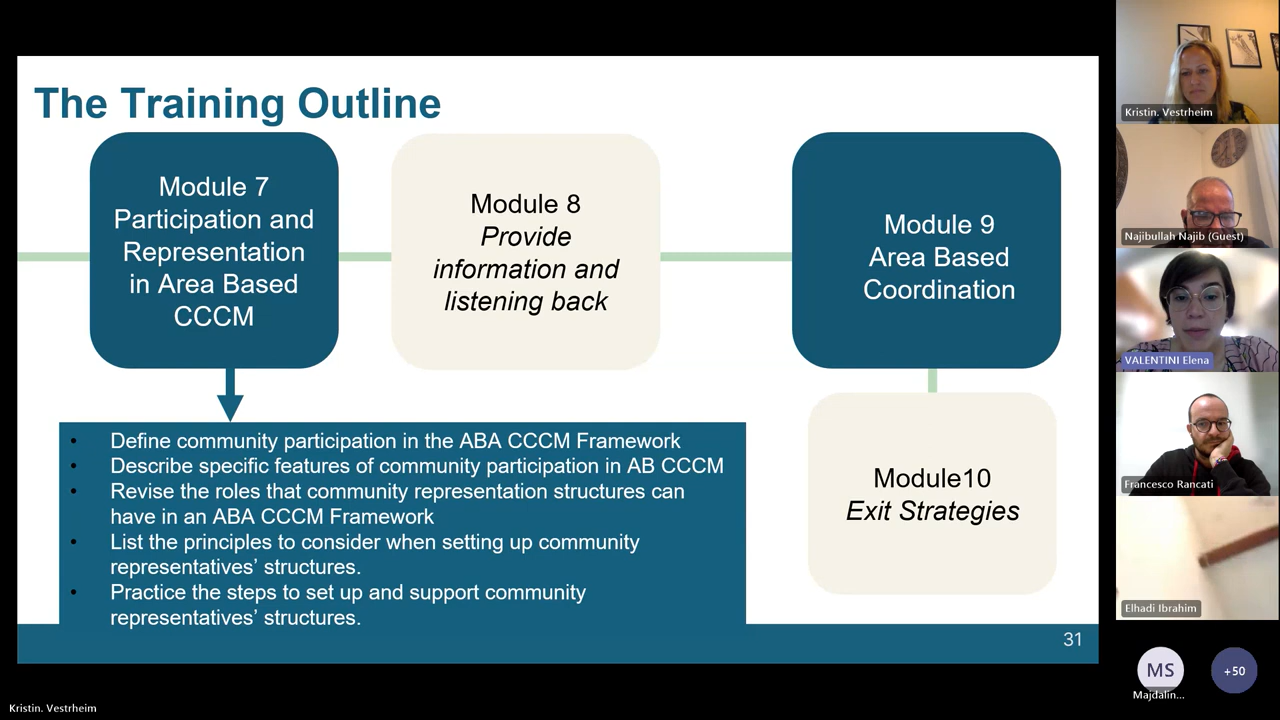 The Training Outline
Module 7
Participation and
Representation
in Area Based
CCCM
Module 8
Provide
information and
listening back
Module 9
Area Based
Coordination
Module10
Exit Strategies
• Define community participation in the ABA CCCM Framework
• Describe specific features of community participation in AB CCCM
• Revise the roles that community representation structures can
have in an ABA CCCM Framework
• List the principles to consider when setting up community
representatives’ structures.
• Practice the steps to set up and support community
representatives’ structures.
31
Kristin. Vestrheim
Najibullah Najib (Guest)
VALENTINI Elena
Francesco Rancati
Elhadi Ibrahim
MS
Majdalin...
+50
Kristin. Vestrheim